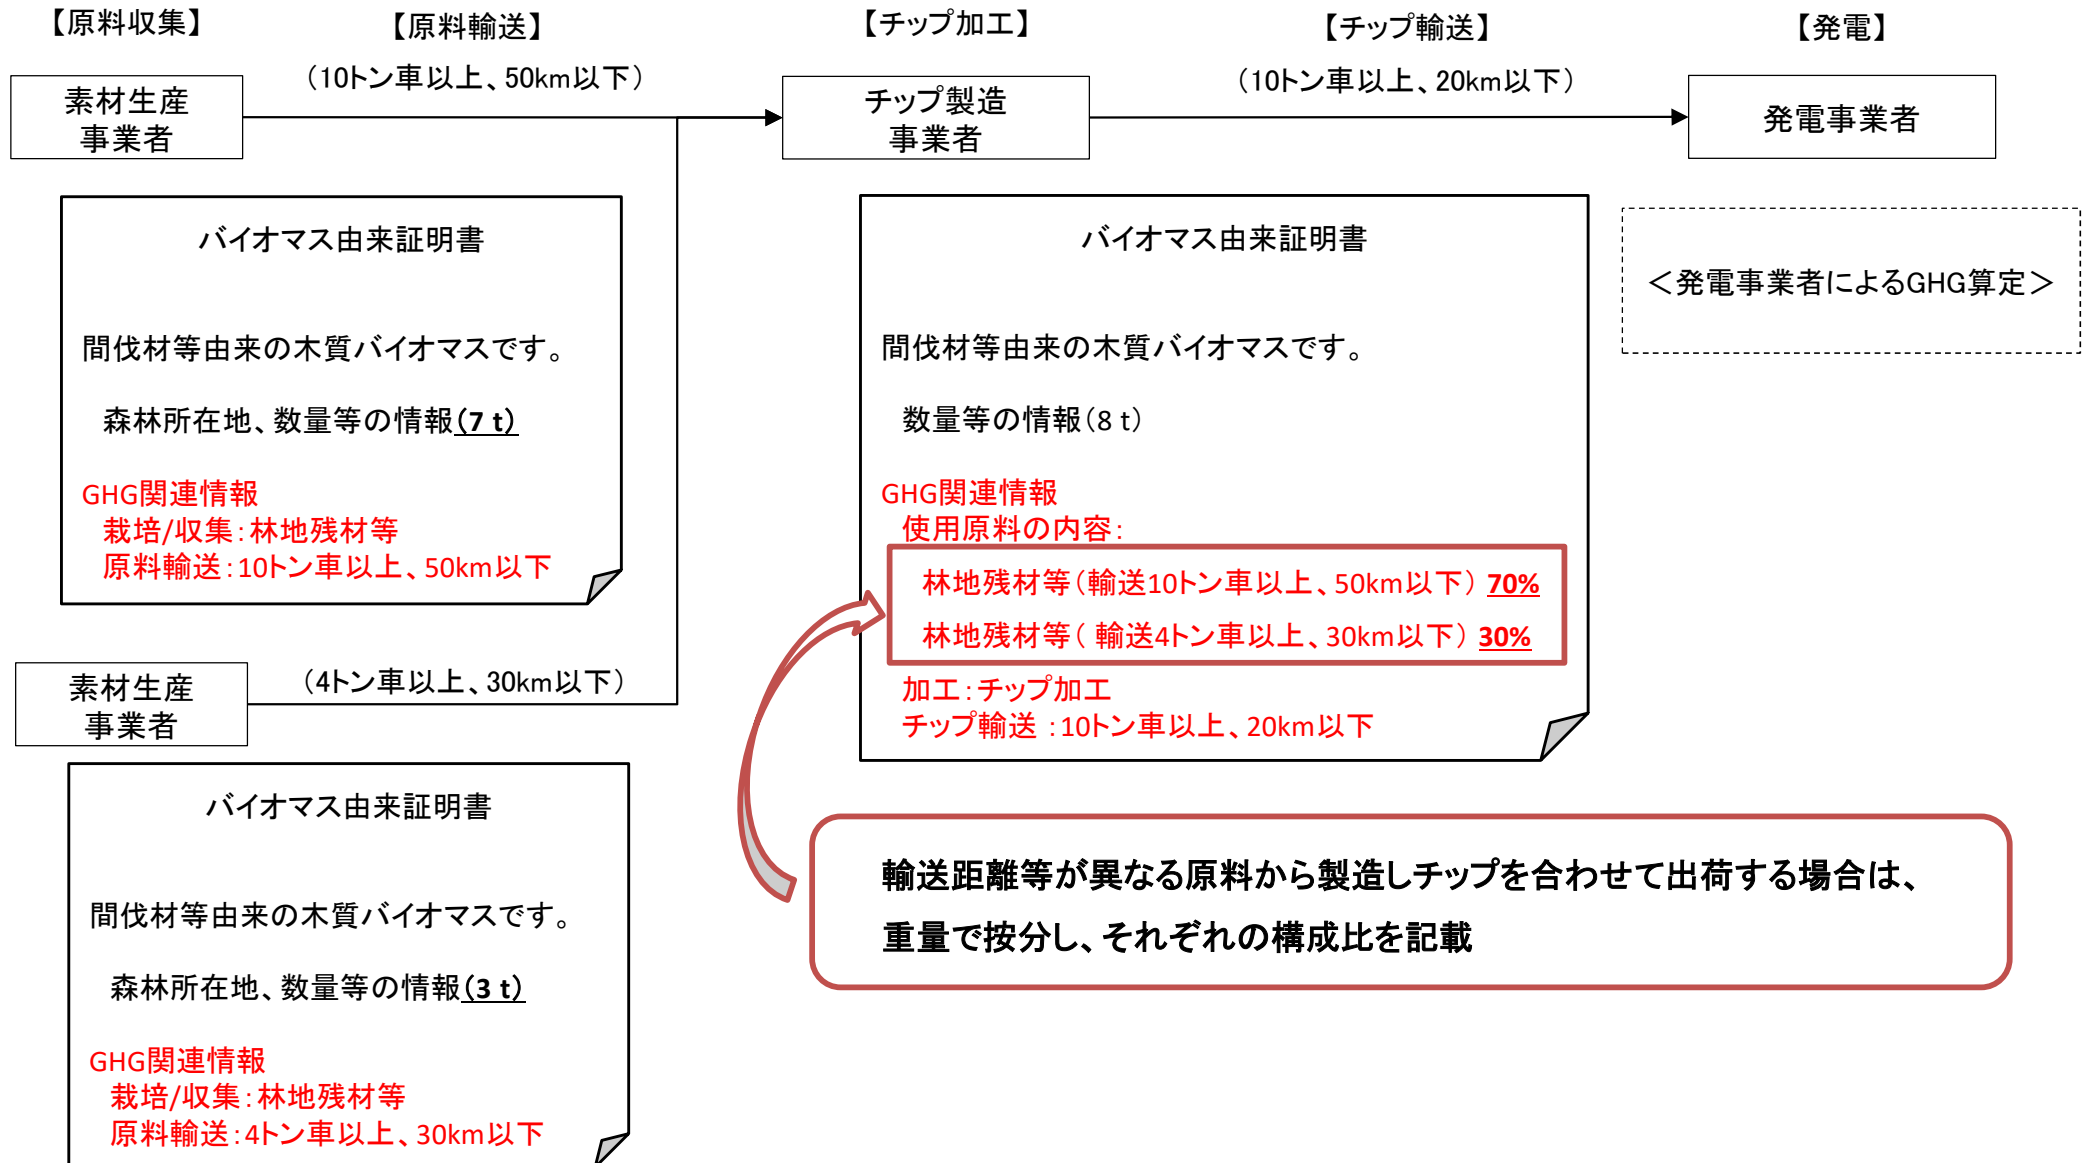 【原料収集】
【原料輸送】
【チップ加工】
【チップ輸送】
【発電】
（10トン車以上、50km以下）
（10トン車以上、20km以下）
素材生産
事業者
チップ製造
事業者
発電事業者
バイオマス由来証明書
間伐材等由来の木質バイオマスです。
森林所在地、数量等の情報(7 t)
GHG関連情報
栽培/収集：林地残材等
原料輸送：10トン車以上、50km以下
素材生産
事業者
（4トン車以上、30km以下）
バイオマス由来証明書
間伐材等由来の木質バイオマスです。
森林所在地、数量等の情報(3 t)
GHG関連情報
栽培/収集：林地残材等
原料輸送：4トン車以上、30km以下
バイオマス由来証明書
間伐材等由来の木質バイオマスです。
数量等の情報（8 t）
GHG関連情報
使用原料の内容：
林地残材等（輸送10トン車以上、50km以下） 70%
林地残材等（ 輸送4トン車以上、30km以下） 30%
加工：チップ加工
チップ輸送 ：10トン車以上、20km以下
＜発電事業者によるGHG算定＞
輸送距離等が異なる原料から製造しチップを合わせて出荷する場合は、
重量で按分し、それぞれの構成比を記載